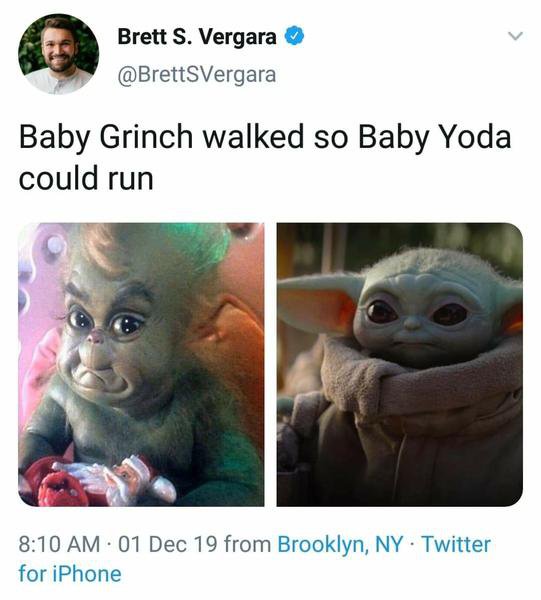 Brett S. Vergara
@BrettSVergara
Baby Grinch walked so Baby Yoda
could run
8:10 AM · 01 Dec 19 from Brooklyn, NY · Twitter
for iPhone